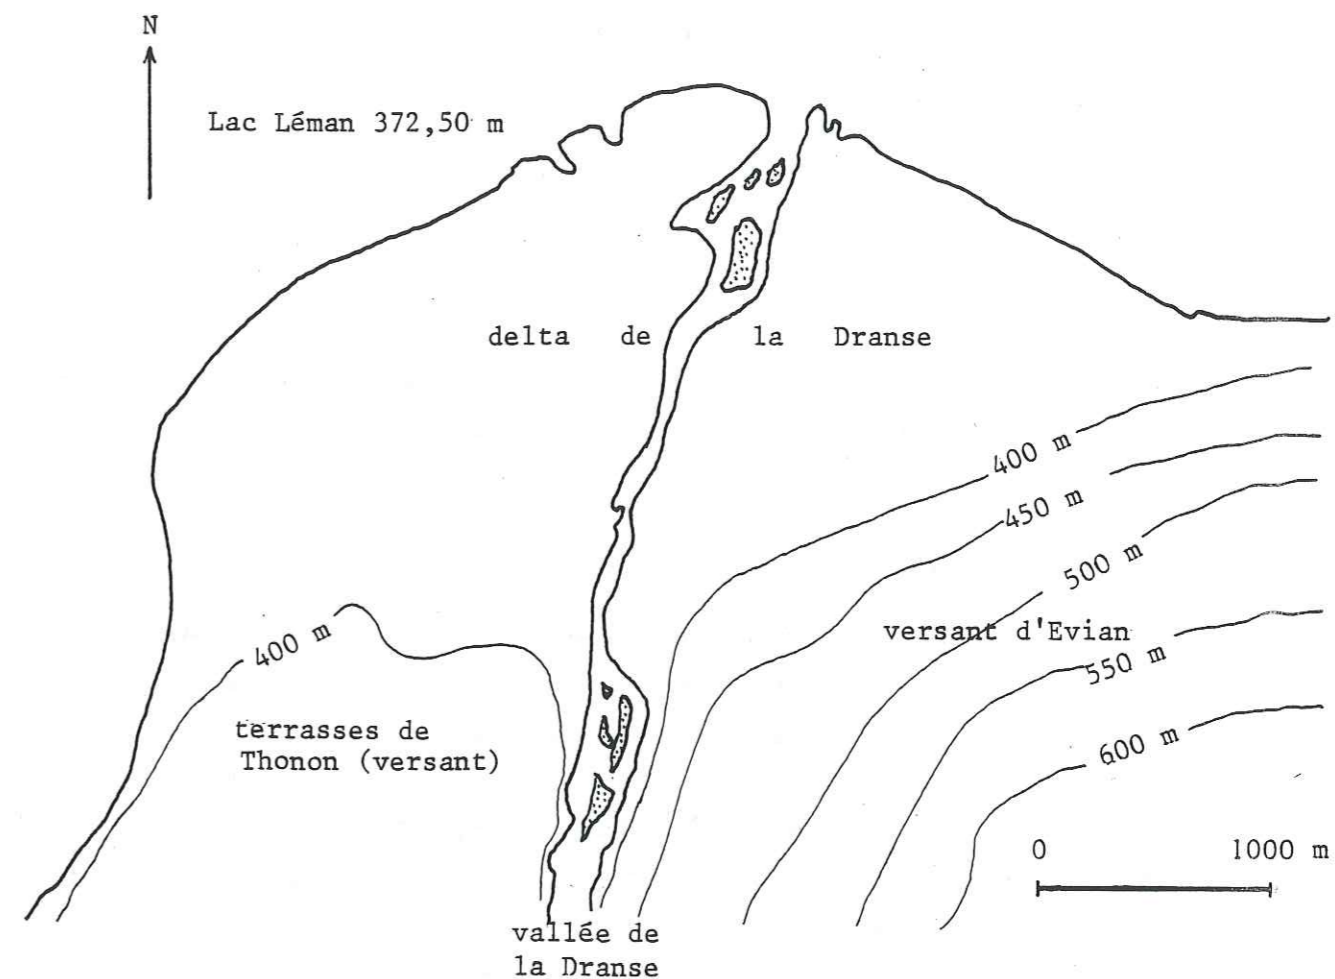 N
Lac Léman 372,50 m
delta de la Dranse
400 m
450 m
500 m
versant d'Evian
400 m
550 m
terrasses de
Thonon (versant)
600 m
0 1000 m
vallée de
la Dranse